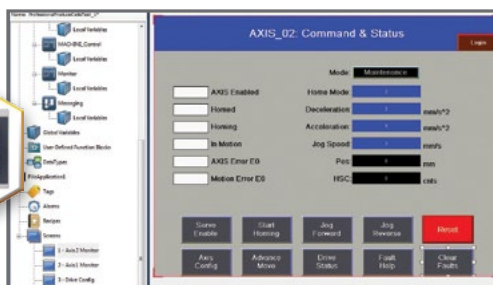 Local Variables
MACHINE_Control
Local Variables
Monitor
Local Variables
Messaging
Local Variables
Global Variables
User Defined Function Blocks
DataTypes
Tags
Alarms
Recipes
Screens
1 - Axis2 Monitor
2 - Axis1 Monitor
3 - Drive Config
AXIS_02: Command & Status
Login
Mode: Maintenance
AXIS Enabled
Home Mode:
Homed
Deceleration:
mm/s^2
Homing
Acceleration:
mm/s^2
In Motion
Jog Speed:
mm/s
AXIS Error E0
Pos:
mm
Motion Error E0
HSC:
cnts
Servo Enable
Start Homing
Jog Forward
Jog Reverse
Reset
Axis Config
Advance Move
Drive Status
Fault Help
Clear Faults